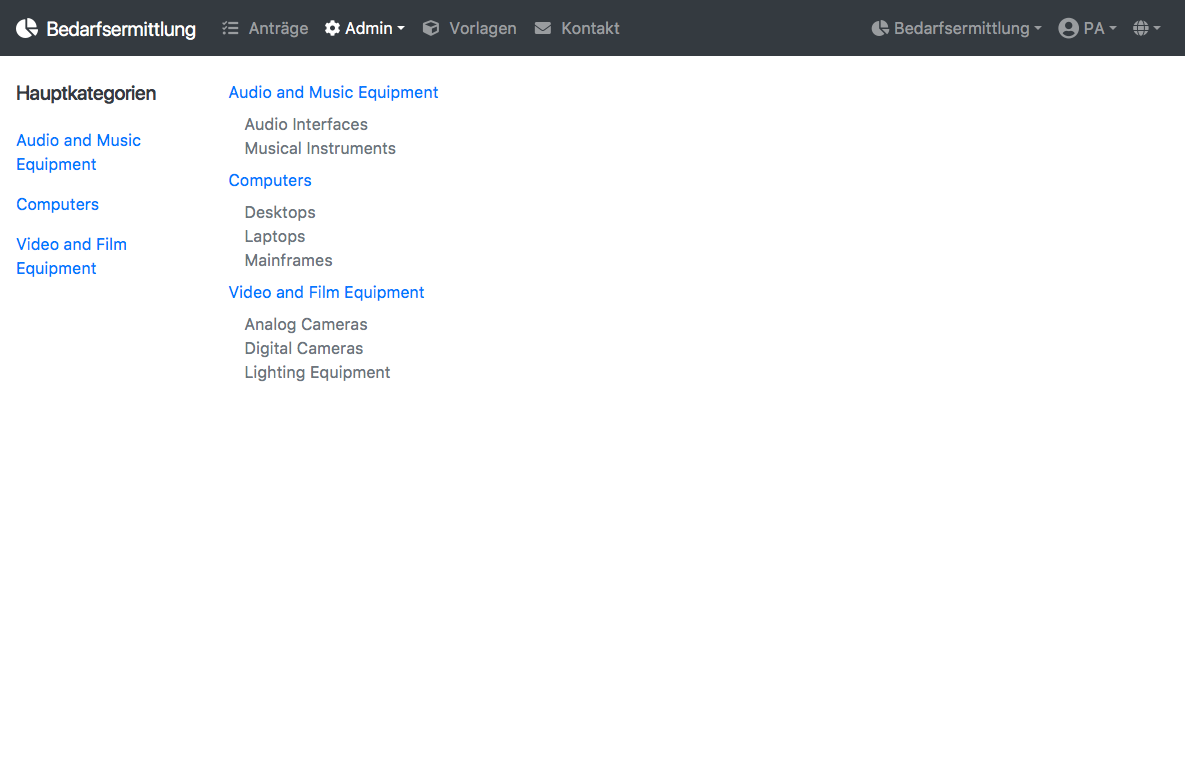 Bedarfsermittlung Anträge Admin Vorlagen Kontakt Bedarfsermittlung PA
Hauptkategorien
Audio and Music
Equipment
Computers
Video and Film
Equipment
Audio and Music Equipment
Audio Interfaces
Musical Instruments
Computers
Desktops
Laptops
Mainframes
Video and Film Equipment
Analog Cameras
Digital Cameras
Lighting Equipment